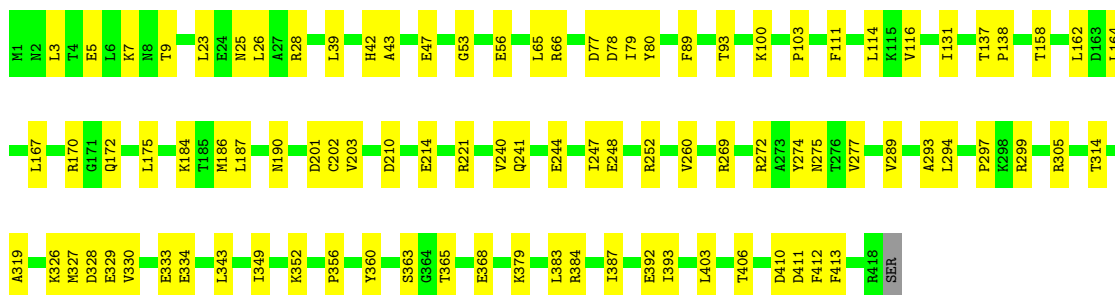 M1 N2 L3 T4 E5 L6 K7 N8 T9 L23 E24 N25 L26 A27 R28 L39 H42 A43 E47 G53 E56 L65 R66 D77 D78 I79 Y80 F89 T93 K100 P103 F111 L114 K115 V116 I131 T137 P138 T158 L162 D163 L164
L167 R170 G171 Q172 L175 K184 T185 M186 L187 N190 D201 C202 V203 D210 E214 R221 V240 Q241 E244 I247 E248 R252 V260 R269 R272 A273 Y274 N275 T276 V277 V289 A293 L294 P297 K298 R299 R305 T314
A319 K326 M327 D328 E329 V330 E333 E334 L343 I349 K352 P356 Y360 S363 G364 T365 E368 K379 L383 R384 I387 E392 I393 L403 T406 D410 D411 F412 F413 R418 SER